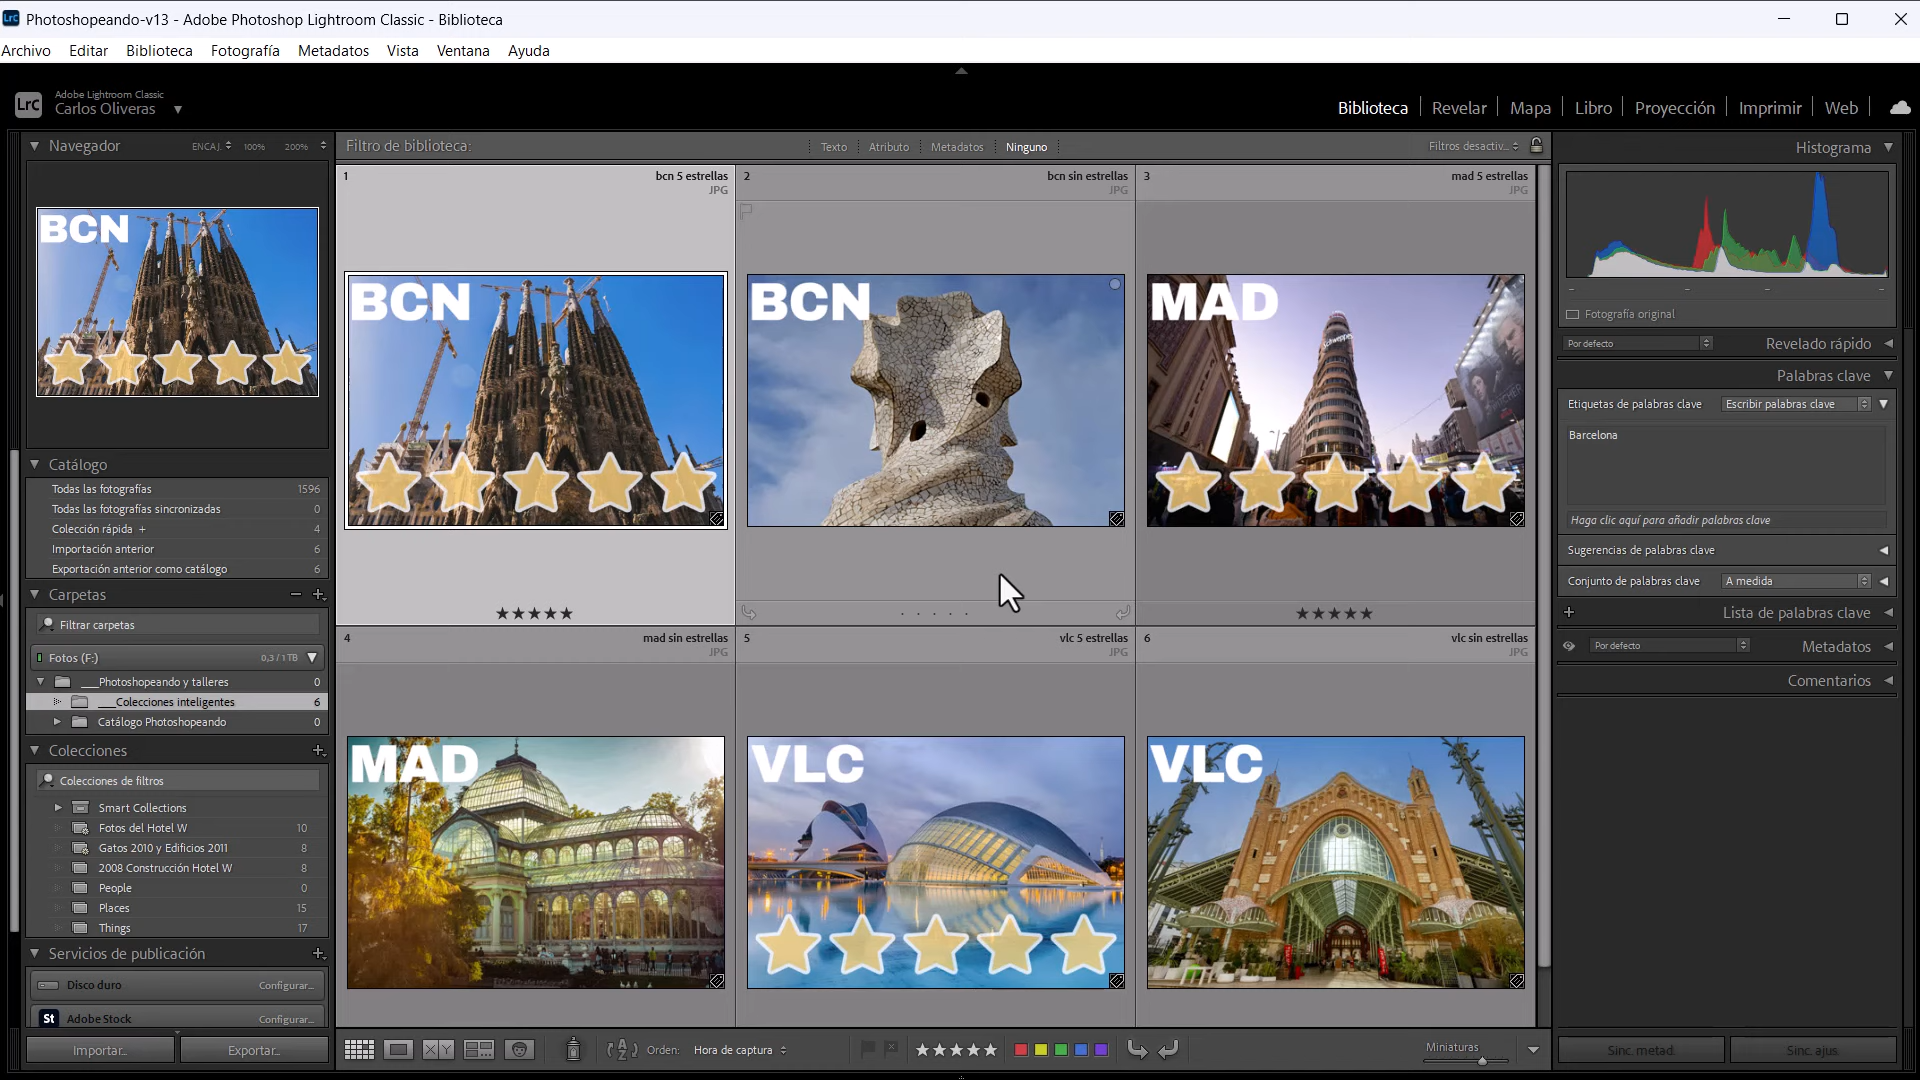 Lrc Photoshopeando-v13 - Adobe Photoshop Lightroom Classic - Biblioteca
Archivo Editar Biblioteca Fotografía Metadatos Vista Ventana Ayuda
Lrc Adobe Lightroom Classic
Carlos Oliveras
Biblioteca Revelar Mapa Libro Proyección Imprimir Web
Navegador ENCAJ. 100% 200%
BCN
Catálogo
Todas las fotografías 1596
Todas las fotografías sincronizadas 0
Colección rápida + 4
Importación anterior 6
Exportación anterior como catálogo 6
Carpetas
Filtrar carpetas
Fotos (F:) 0,3 / 1 TB
___Photoshopeando y talleres 0
___Colecciones inteligentes 6
Catálogo Photoshopeando 0
Colecciones
Colecciones de filtros
Smart Collections
Fotos del Hotel W 10
Gatos 2010 y Edificios 2011 8
2008 Construcción Hotel W 8
People 0
Places 15
Things 17
Servicios de publicación
Disco duro Configurar...
St Adobe Stock Configurar...
Importar... Exportar...
Filtro de biblioteca: Texto Atributo Metadatos Ninguno Filtros desactiv...
1 bcn 5 estrellas
JPG
BCN
2 bcn sin estrellas
JPG
BCN
3 mad 5 estrellas
JPG
MAD
Schweppes
4 mad sin estrellas
JPG
MAD
5 vlc 5 estrellas
JPG
VLC
6 vlc sin estrellas
JPG
VLC
XY Orden: Hora de captura Miniaturas
Histograma
Fotografía original
Por defecto Revelado rápido
Palabras clave
Etiquetas de palabras clave Escribir palabras clave
Barcelona
Haga clic aquí para añadir palabras clave
Sugerencias de palabras clave
Conjunto de palabras clave A medida
Lista de palabras clave
Por defecto Metadatos
Comentarios
Sinc. metad. Sinc. ajus.